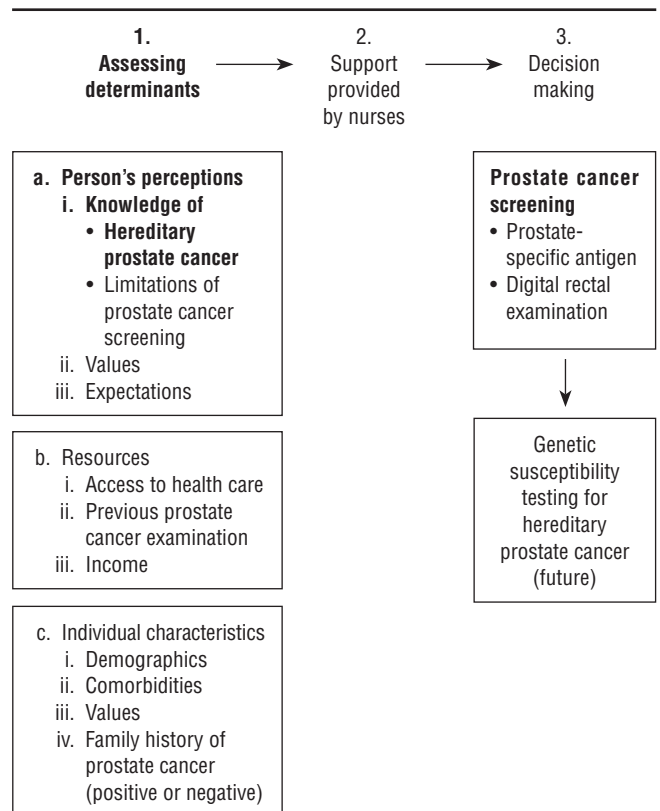 1.
Assessing
determinants
2.
Support
provided
by nurses
3.
Decision
making
a. Person's perceptions
i. Knowledge of
• Hereditary
prostate cancer
• Limitations of
prostate cancer
screening
ii. Values
iii. Expectations
b. Resources
i. Access to health care
ii. Previous prostate
cancer examination
iii. Income
c. Individual characteristics
i. Demographics
ii. Comorbidities
iii. Values
iv. Family history of
prostate cancer
(positive or negative)
Prostate cancer
screening
• Prostate-
specific antigen
• Digital rectal
examination
Genetic
susceptibility
testing for
hereditary
prostate cancer
(future)